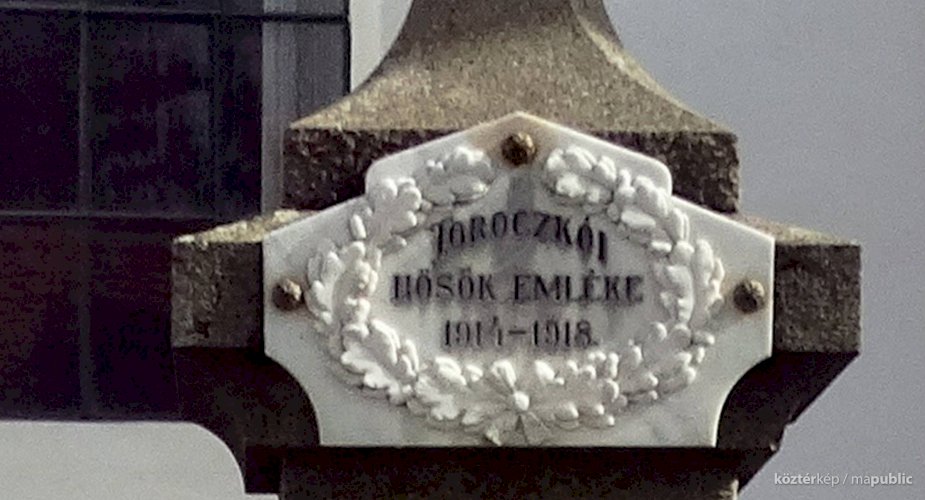 TOROCZKÓI
HŐSÖK EMLÉKE
1914-1918.
köztérkép / mapublic